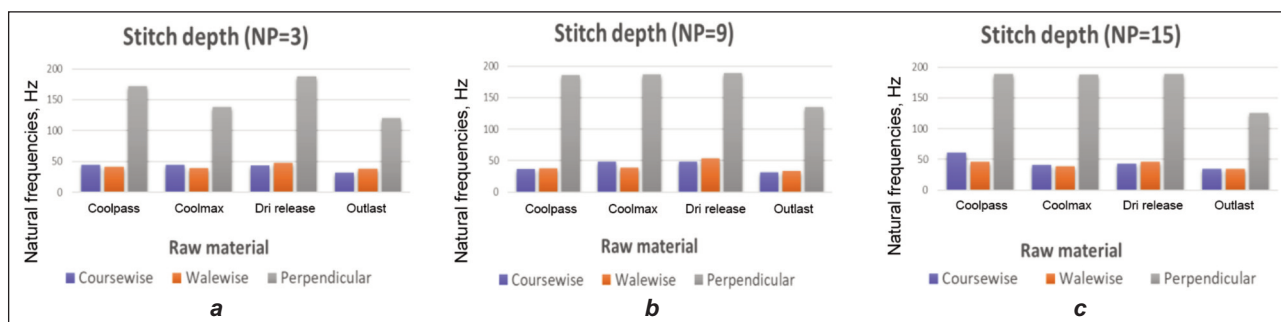 Stitch depth (NP=3)
Natural frequencies, Hz
200
150
100
50
0
Coolpass Coolmax Dri release Outlast
Raw material
Coursewise Walewise Perpendicular
a
Stitch depth (NP=9)
Natural frequencies, Hz
200
150
100
50
0
Coolpass Coolmax Dri release Outlast
Raw material
Coursewise Walewise Perpendicular
b
Stitch depth (NP=15)
Natural frequencies, Hz
200
150
100
50
0
Coolpass Coolmax Dri release Outlast
Raw material
Coursewise Walewise Perpendicular
c